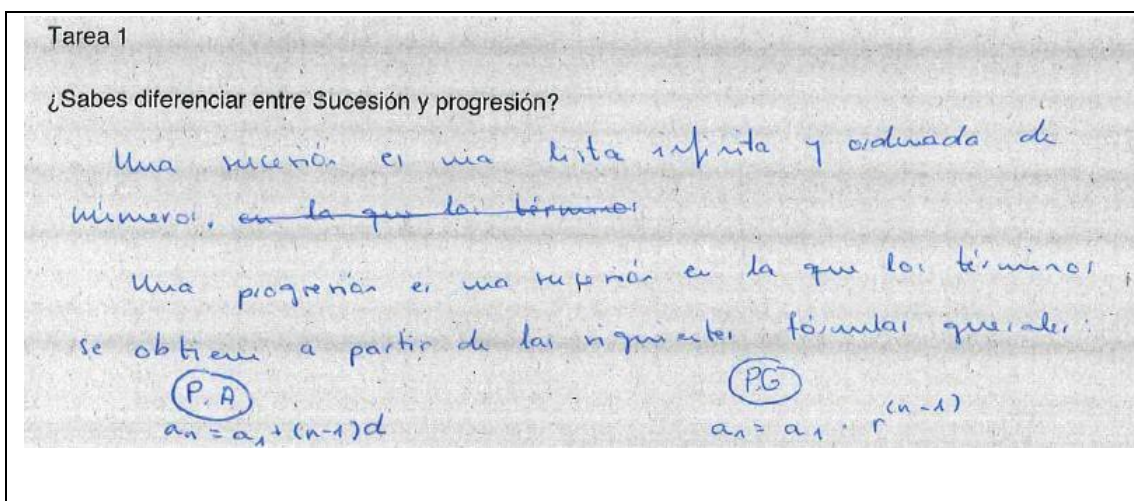 Tarea 1
¿Sabes diferenciar entre Sucesión y progresión?
Una sucesión es una lista infinita y ordenada de
números. en la que los términos
Una progresión es una sucesión en la que los términos
se obtiene a partir de las siguientes fórmulas generales:
P.A P.G
aₙ = a₁ + (n-1)d a₁ = a₁ · r⁽ⁿ⁻¹⁾